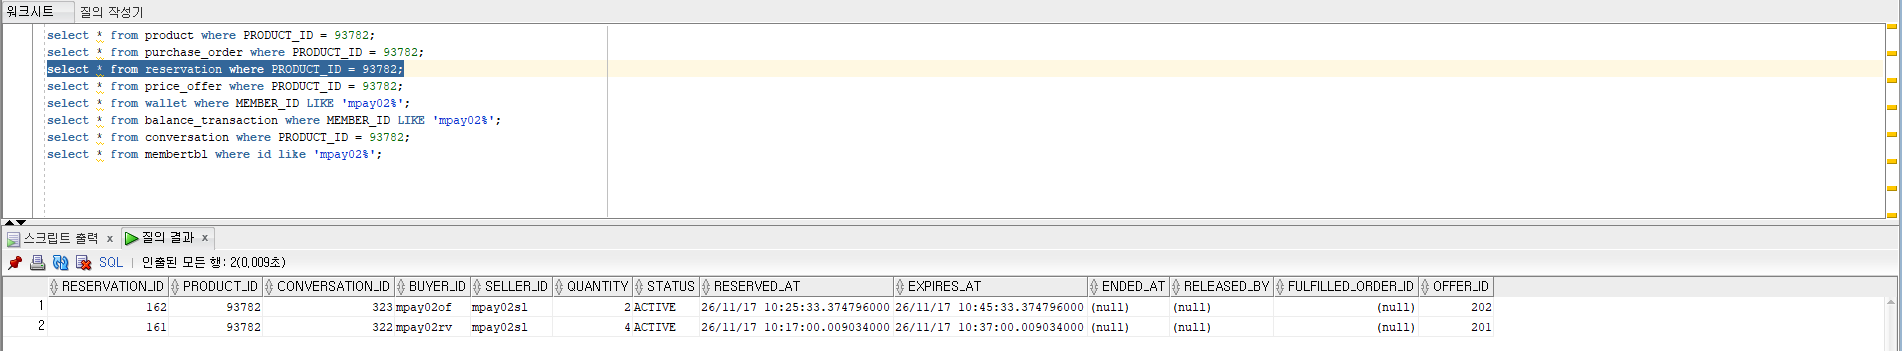 워크시트 질의 작성기
select * from product where PRODUCT_ID = 93782;
select * from purchase_order where PRODUCT_ID = 93782;
select * from reservation where PRODUCT_ID = 93782;
select * from price_offer where PRODUCT_ID = 93782;
select * from wallet where MEMBER_ID LIKE 'mpay02%';
select * from balance_transaction where MEMBER_ID LIKE 'mpay02%';
select * from conversation where PRODUCT_ID = 93782;
select * from membertbl where id like 'mpay02%';
스크립트 출력 x 질의 결과 x
SQL | 인출된 모든 행: 2(0,009초)
RESERVATION_ID PRODUCT_ID CONVERSATION_ID BUYER_ID SELLER_ID QUANTITY STATUS RESERVED_AT EXPIRES_AT ENDED_AT RELEASED_BY FULFILLED_ORDER_ID OFFER_ID
1 162 93782 323 mpay02of mpay02sl 2 ACTIVE 26/11/17 10:25:33.374796000 26/11/17 10:45:33.374796000 (null) (null) (null) 202
2 161 93782 322 mpay02rv mpay02sl 4 ACTIVE 26/11/17 10:17:00.009034000 26/11/17 10:37:00.009034000 (null) (null) (null) 201